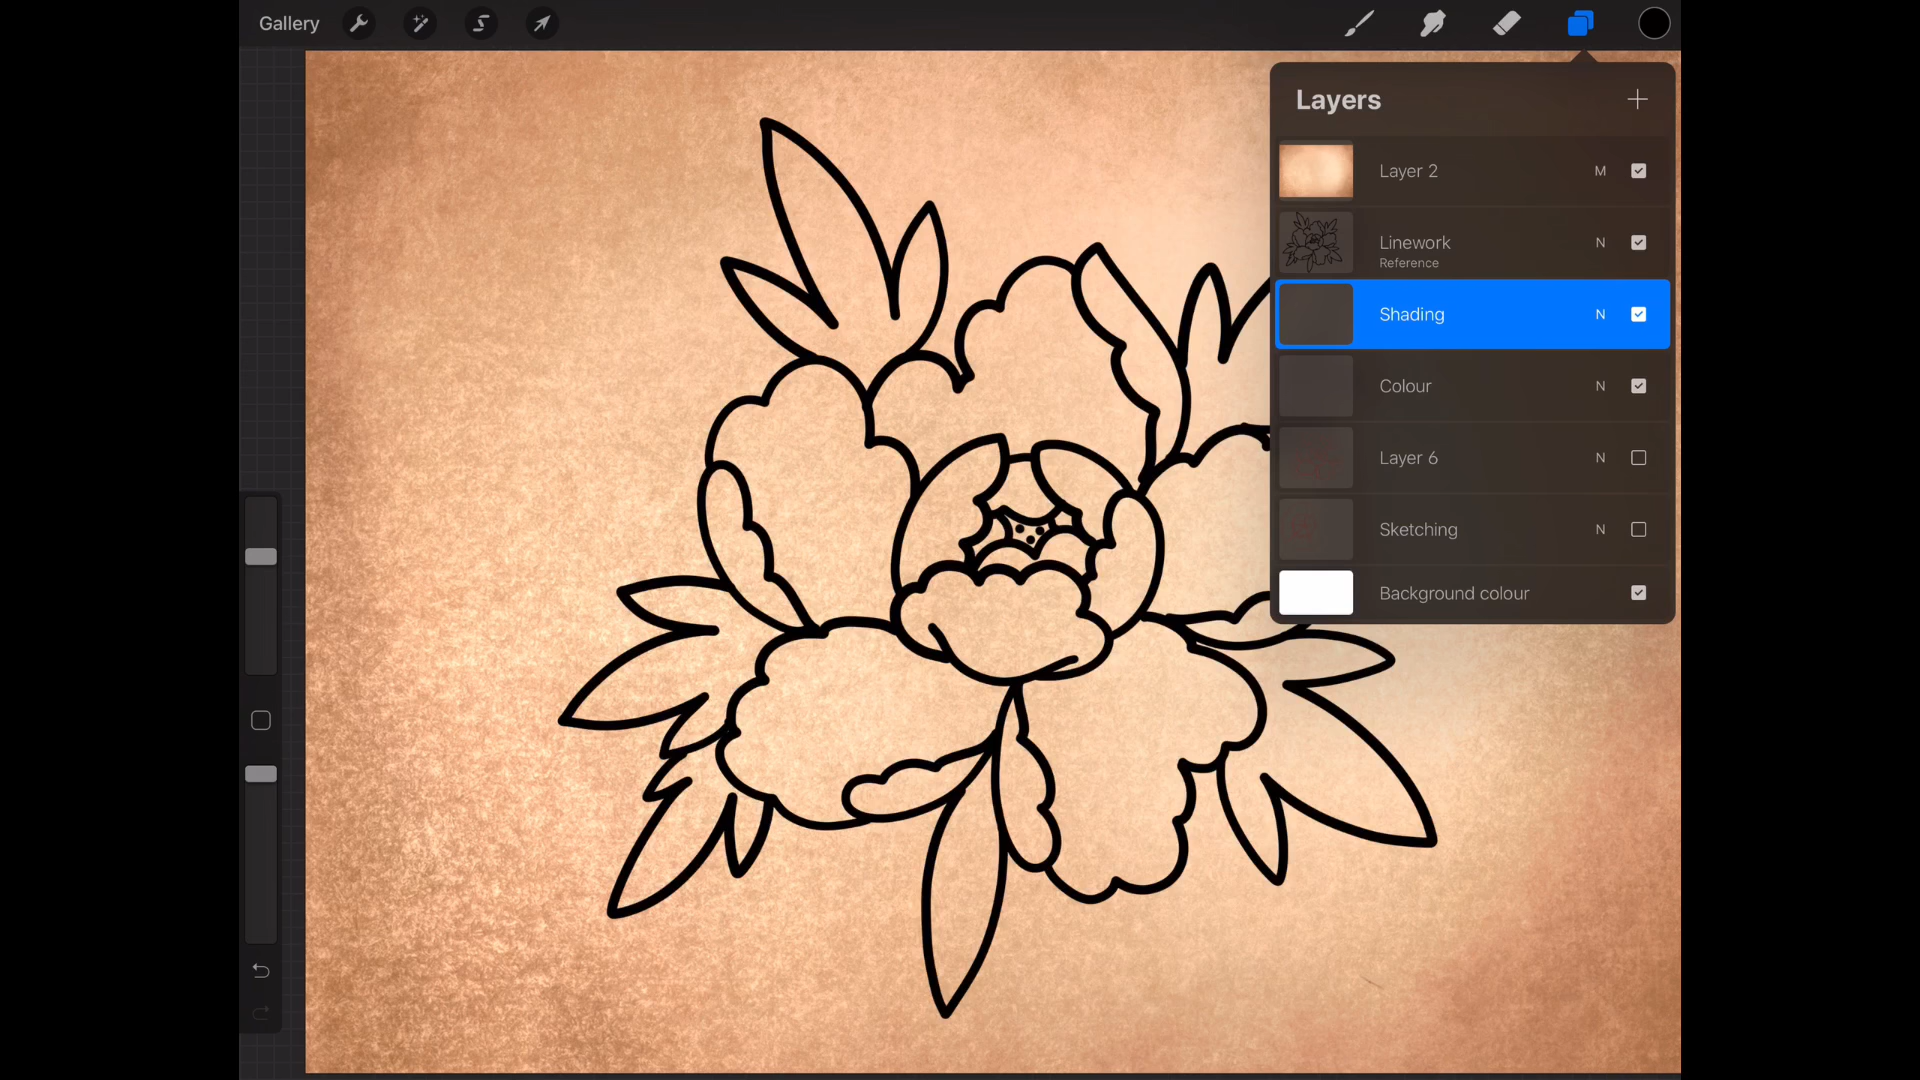 Gallery
Layers
Layer 2 M
Linework N
Reference
Shading N
Colour N
Layer 6 N
Sketching N
Background colour